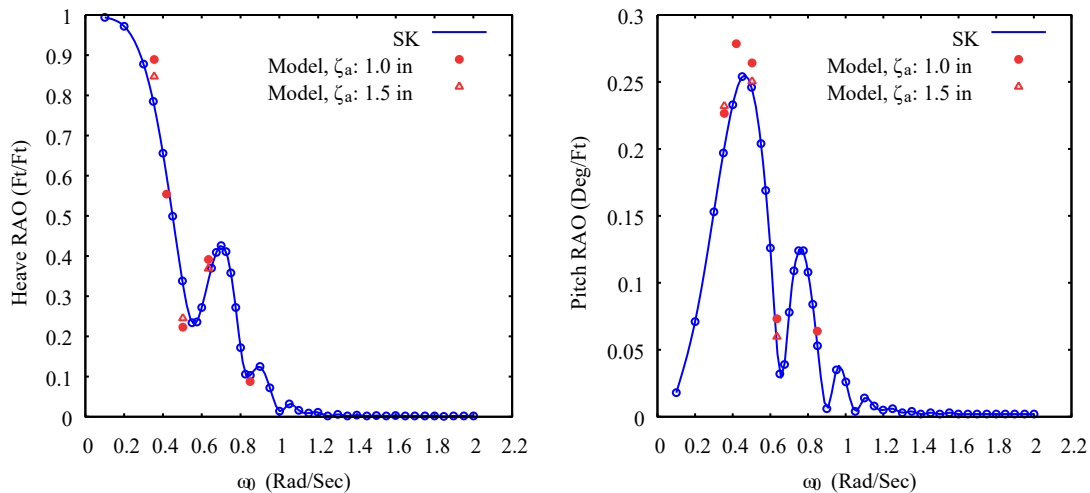 SK
Model, ζa: 1.0 in
Model, ζa: 1.5 in
Heave RAO (Ft/Ft)
1
0.9
0.8
0.7
0.6
0.5
0.4
0.3
0.2
0.1
0
0 0.2 0.4 0.6 0.8 1 1.2 1.4 1.6 1.8 2 2.2
ω0 (Rad/Sec)
SK
Model, ζa: 1.0 in
Model, ζa: 1.5 in
Pitch RAO (Deg/Ft)
0.3
0.25
0.2
0.15
0.1
0.05
0
0 0.2 0.4 0.6 0.8 1 1.2 1.4 1.6 1.8 2 2.2
ω0 (Rad/Sec)